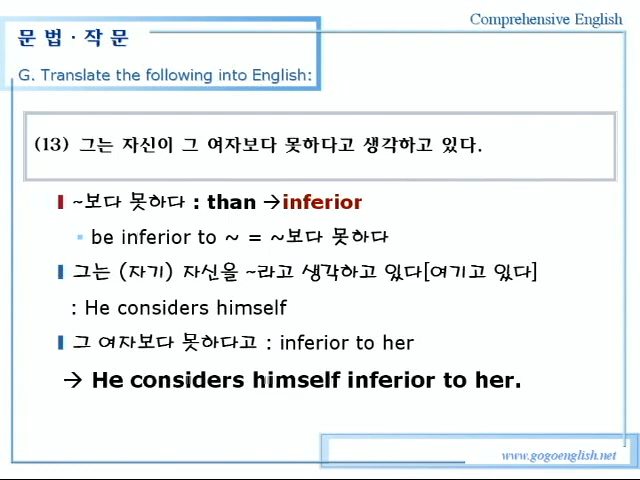 Comprehensive English
문 법 · 작 문
G. Translate the following into English:
(13) 그는 자신이 그 여자보다 못하다고 생각하고 있다.
~보다 못하다 : than →inferior
be inferior to ~ = ~보다 못하다
그는 (자기) 자신을 ~라고 생각하고 있다[여기고 있다]
: He considers himself
그 여자보다 못하다고 : inferior to her
→ He considers himself inferior to her.
www.gogoenglish.net